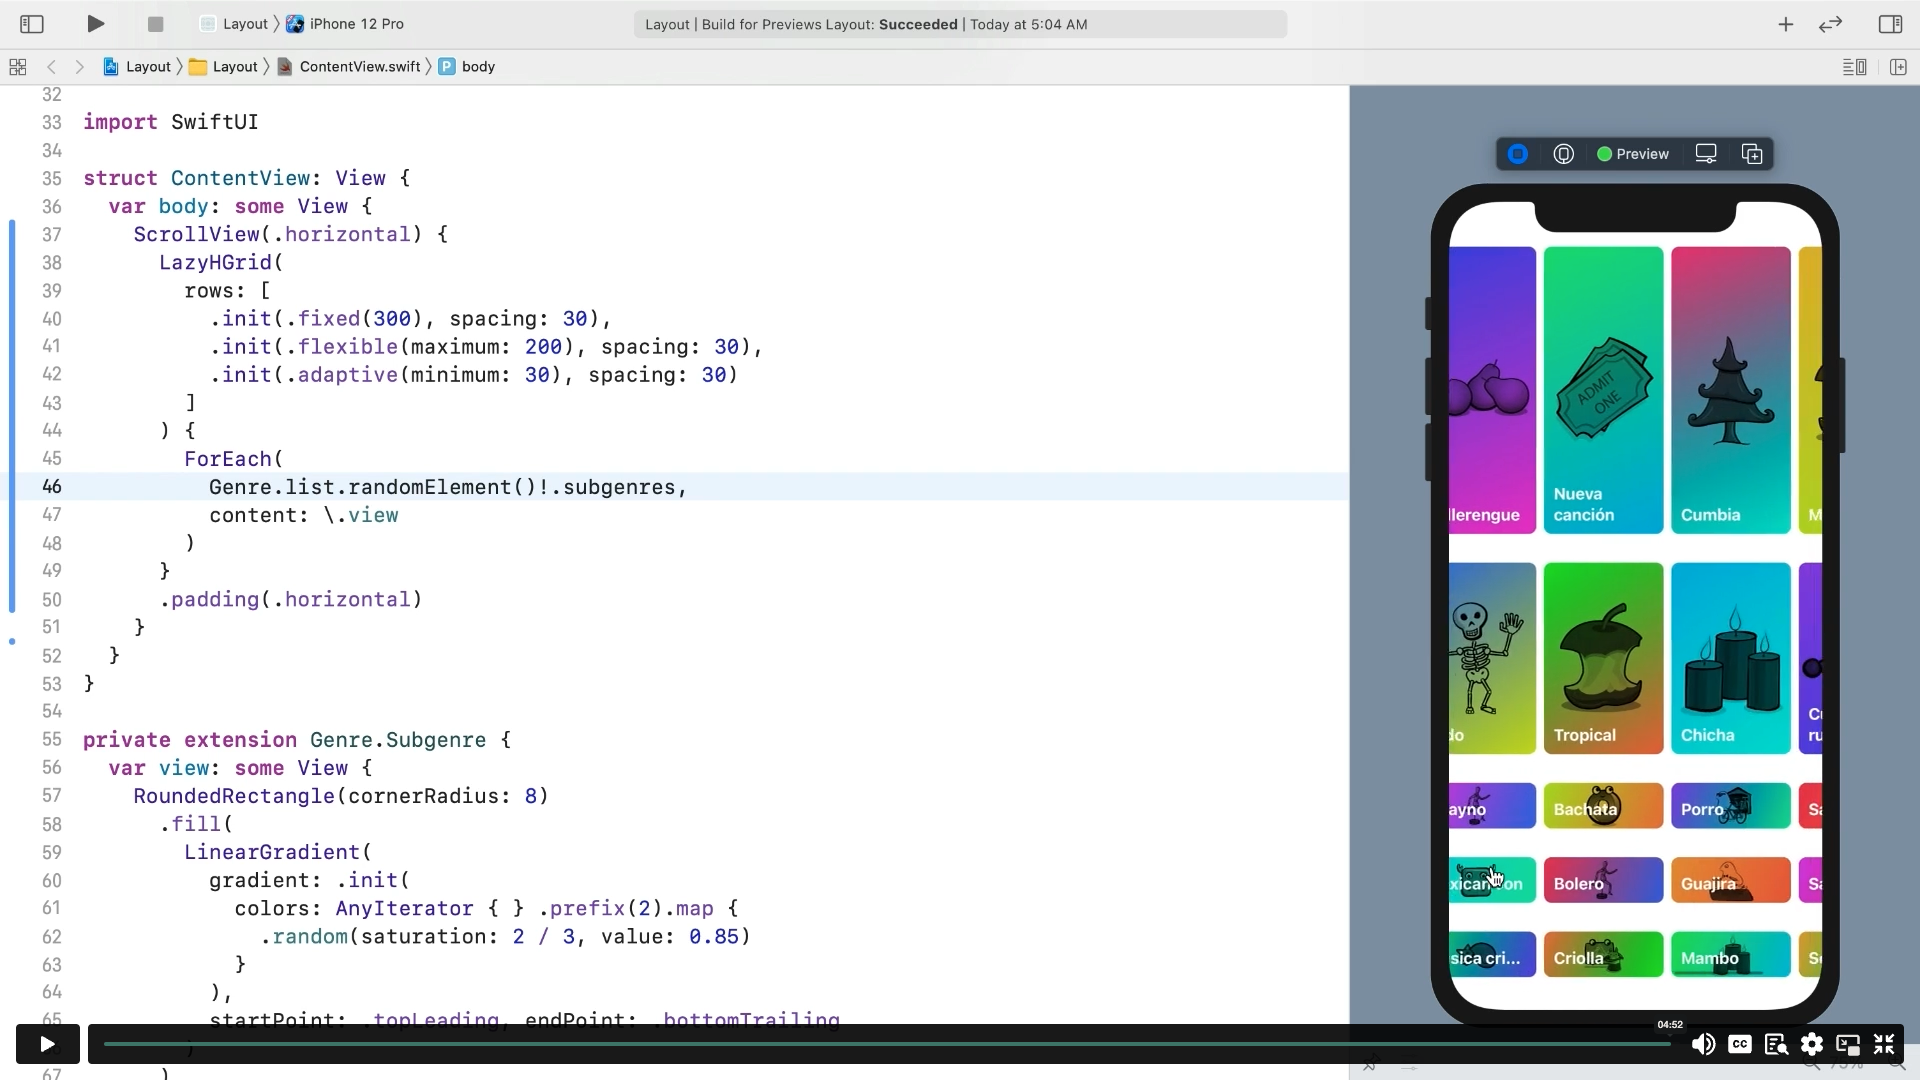 Layout 〉 iPhone 12 Pro
Layout | Build for Previews Layout: Succeeded | Today at 5:04 AM
Layout 〉 Layout 〉 ContentView.swift 〉 P body
32
33 import SwiftUI
34
35 struct ContentView: View {
36 var body: some View {
37 ScrollView(.horizontal) {
38 LazyHGrid(
39 rows: [
40 .init(.fixed(300), spacing: 30),
41 .init(.flexible(maximum: 200), spacing: 30),
42 .init(.adaptive(minimum: 30), spacing: 30)
43 ]
44 ) {
45 ForEach(
46 Genre.list.randomElement()!.subgenres,
47 content: \.view
48 )
49 }
50 .padding(.horizontal)
51 }
52 }
53 }
54
55 private extension Genre.Subgenre {
56 var view: some View {
57 RoundedRectangle(cornerRadius: 8)
58 .fill(
59 LinearGradient(
60 gradient: .init(
61 colors: AnyIterator { } .prefix(2).map {
62 .random(saturation: 2 / 3, value: 0.85)
63 }
64 ),
65 startPoint: .topLeading, endPoint: .bottomTrailing
)
67 )
Preview
ADMIT ONE
Nueva
llerengue canción Cumbia M
Cu
do Tropical Chicha ru
ayno Bachata Porro Sa
Bolero Guajira Sa
sica cri... Criolla Mambo So
04:52
CC
75%